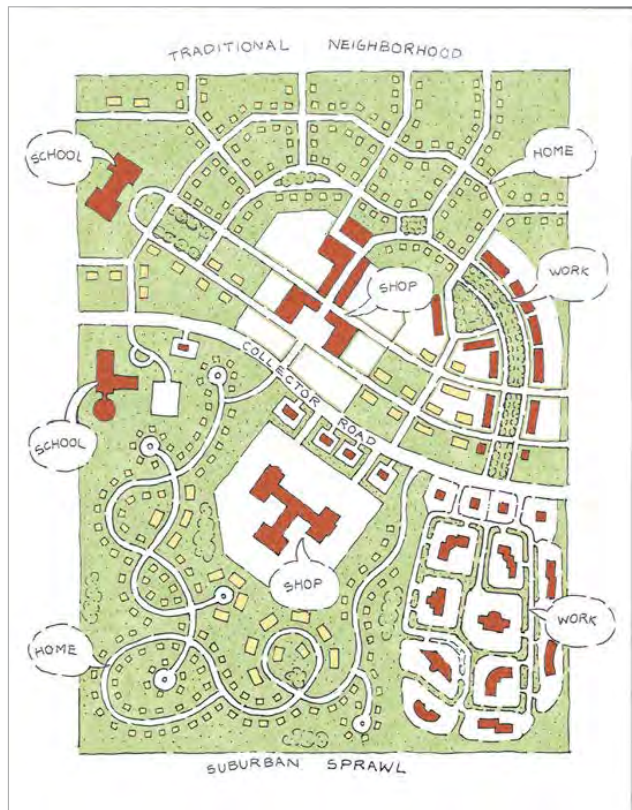 TRADITIONAL NEIGHBORHOOD
SCHOOL
HOME
WORK
SHOP
COLLECTOR ROAD
SCHOOL
SHOP
HOME
WORK
SUBURBAN SPRAWL